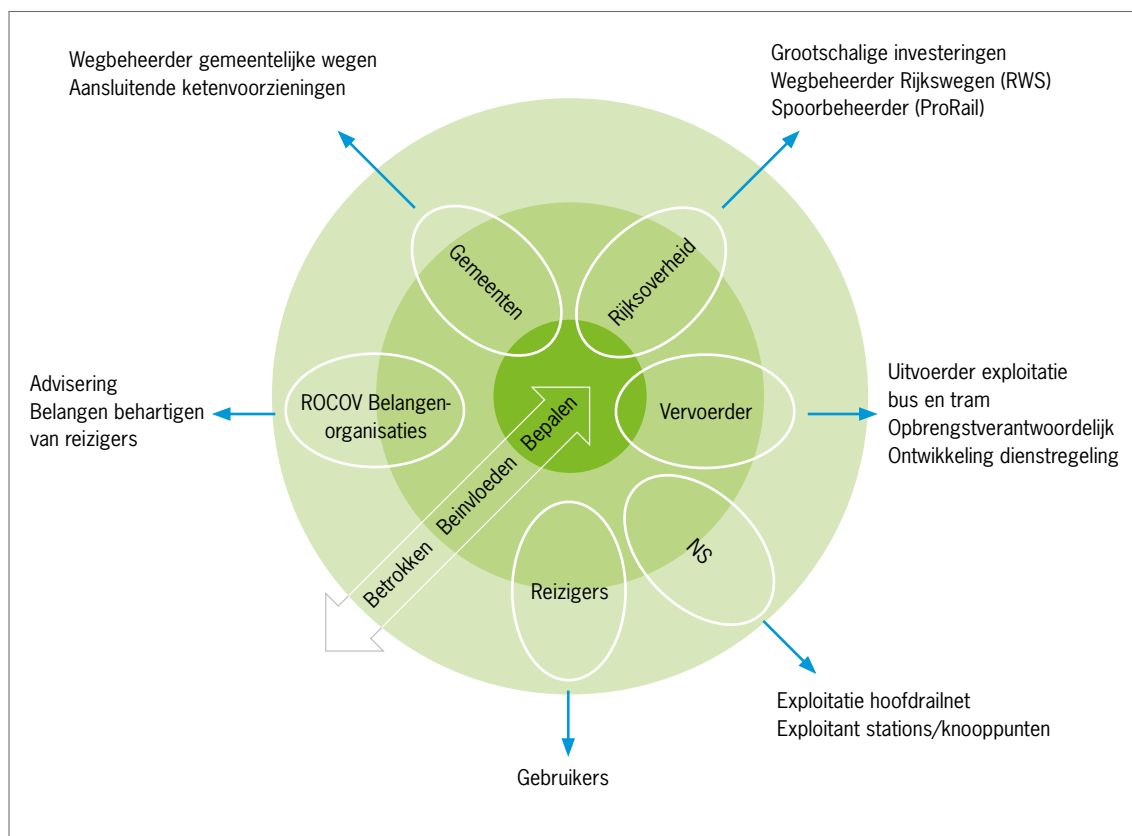 Wegbeheerder gemeentelijke wegen
Aansluitende ketenvoorzieningen
Grootschalige investeringen
Wegbeheerder Rijkswegen (RWS)
Spoorbeheerder (ProRail)
Gemeenten
Rijksoverheid
Advisering
Belangen behartigen
van reizigers
ROCOV Belangen-
organisaties
Vervoerder
Uitvoerder exploitatie
bus en tram
Opbrengstverantwoordelijk
Ontwikkeling dienstregeling
Betrokken Beinvloeden Bepalen
NS
Reizigers
Exploitatie hoofdrailnet
Exploitant stations/knooppunten
Gebruikers